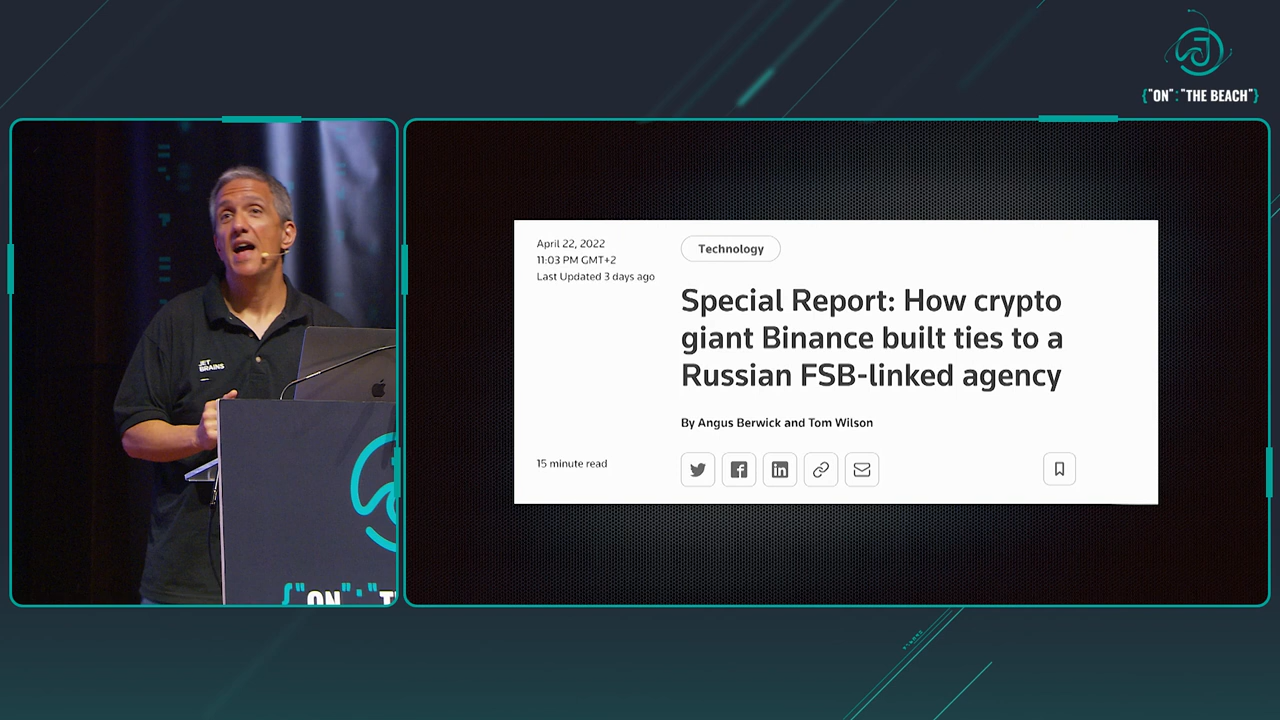 {"ON":"THE BEACH"}
JET
BRAINS
{"ON":"T
April 22, 2022
11:03 PM GMT+2
Last Updated 3 days ago
Technology
Special Report: How crypto
giant Binance built ties to a
Russian FSB-linked agency
By Angus Berwick and Tom Wilson
15 minute read